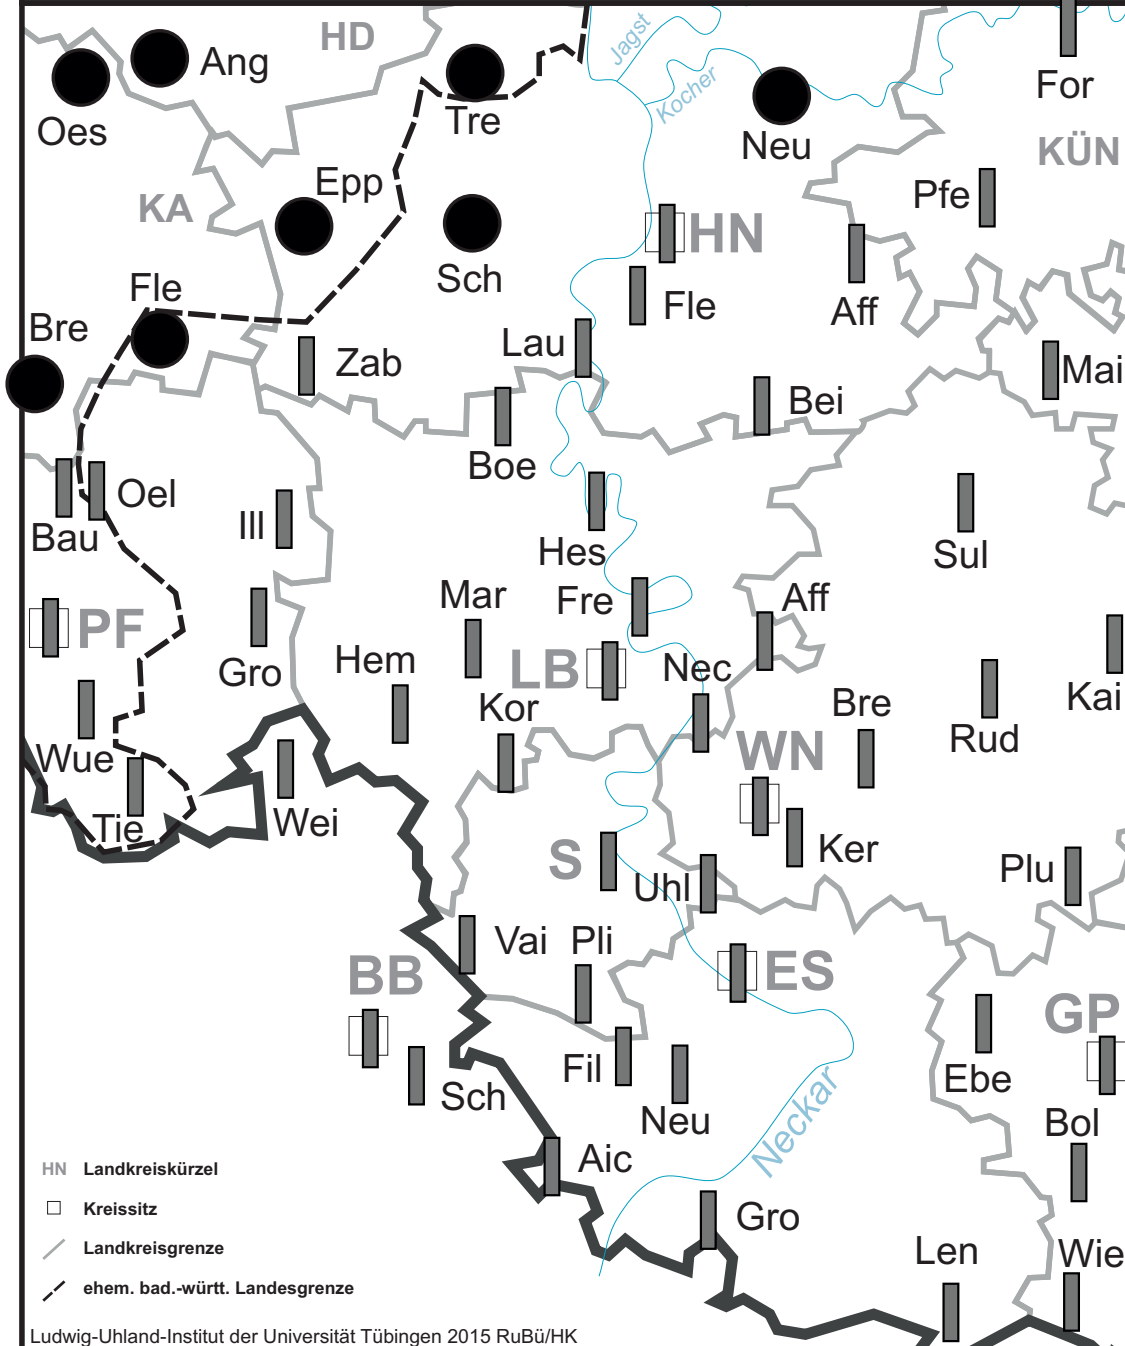 HD
Jagst
Ang
Oes
Tre
Kocher
Neu
For
KÜN
Epp
KA
Pfe
HN
Sch
Fle
Fle
Aff
Bre
Lau
Zab
Mai
Bei
Boe
Oel
Ill
Bau
Hes
Sul
Mar
Fre
Aff
PF
Gro
Hem
LB
Nec
Kor
Bre
Kai
Rud
Wue
WN
Tie
Wei
Ker
S
Uhl
Plu
Vai
Pli
BB
ES
GP
Fil
Ebe
Sch
Neu
Neckar
Bol
Aic
Gro
Len
Wie
HN Landkreiskürzel
Kreissitz
Landkreisgrenze
ehem. bad.-württ. Landesgrenze
Ludwig-Uhland-Institut der Universität Tübingen 2015 RuBü/HK